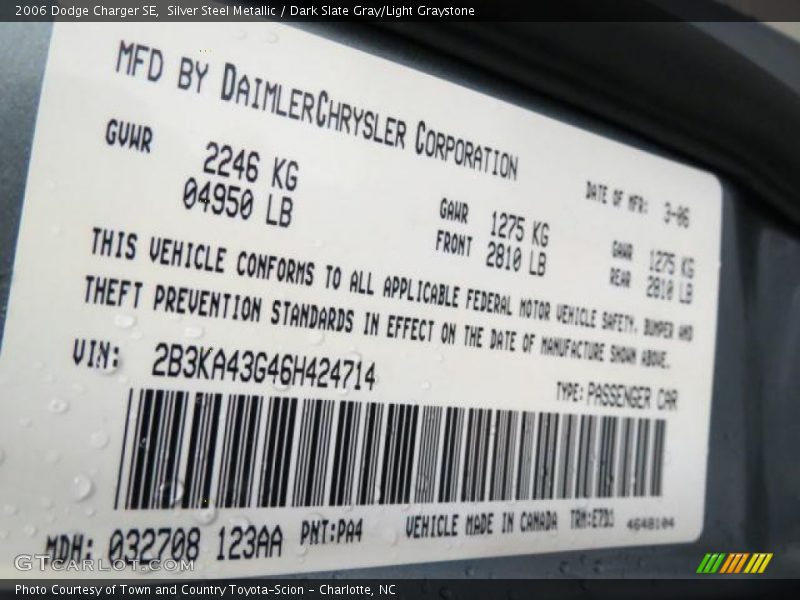 2006 Dodge Charger SE,  Silver Steel Metallic / Dark Slate Gray/Light Graystone
MFD BY DAIMLERCHRYSLER CORPORATION
GVWR
2246 KG
04950 LB
GAWR
FRONT
1275 KG
2810 LB
DATE OF MFR: 3-06
GAWR
REAR
1275 KG
2810 LB
THIS VEHICLE CONFORMS TO ALL APPLICABLE FEDERAL MOTOR VEHICLE SAFETY, BUMPER AND
THEFT PREVENTION STANDARDS IN EFFECT ON THE DATE OF MANUFACTURE SHOWN ABOVE.
VIN: 2B3KA43G46H424714
TYPE: PASSENGER CAR
MDH: 032708 123AA PNT:PA4 VEHICLE MADE IN CANADA TRM:E7D1 4648104
GTCARLOT.COM
Photo Courtesy of Town and Country Toyota-Scion - Charlotte, NC